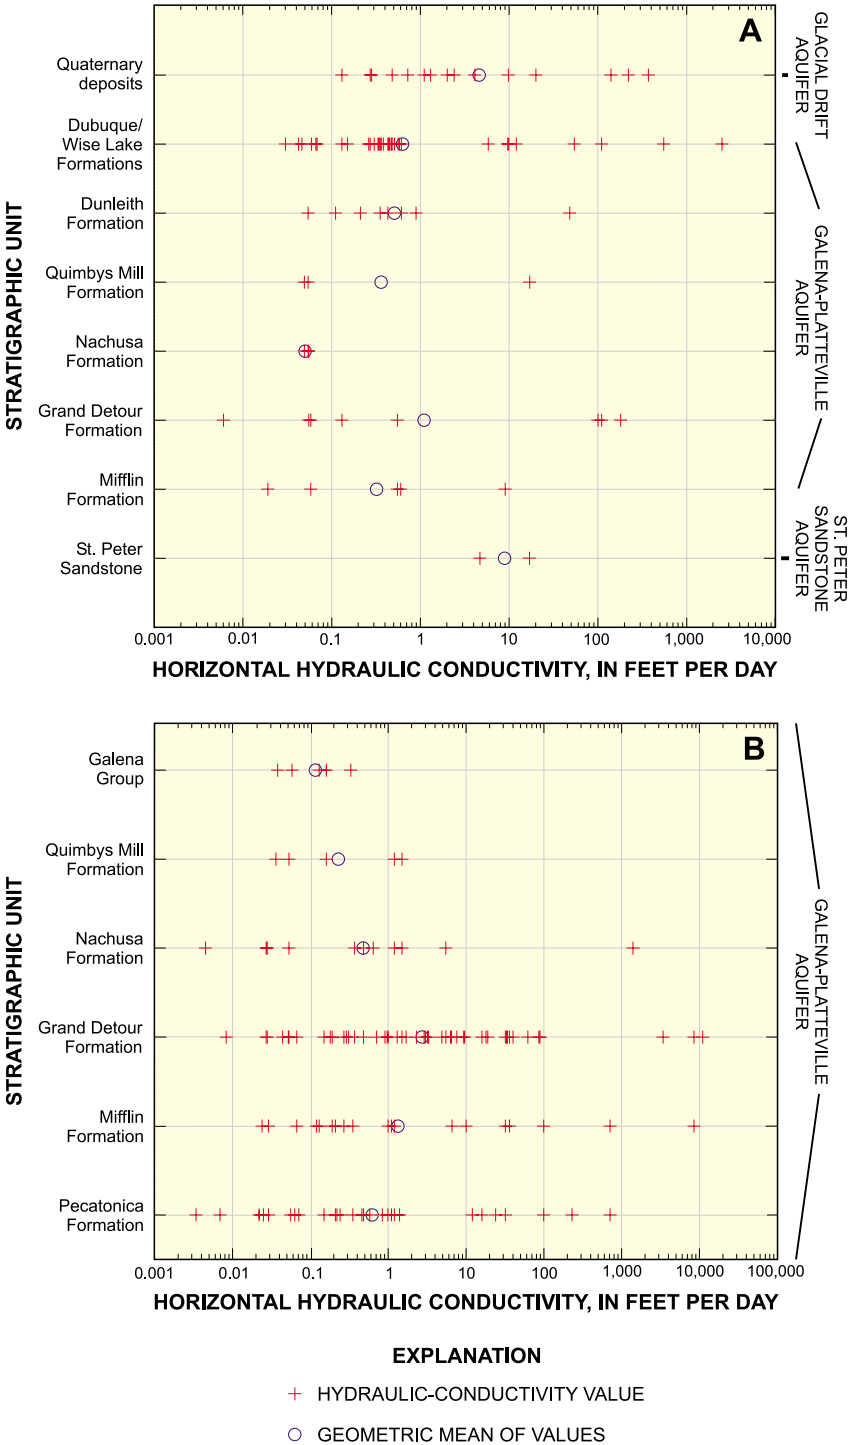 A
STRATIGRAPHIC UNIT
Quaternary
deposits
Dubuque/
Wise Lake
Formations
Dunleith
Formation
Quimbys Mill
Formation
Nachusa
Formation
Grand Detour
Formation
Mifflin
Formation
St. Peter
Sandstone
GLACIAL DRIFT
AQUIFER
GALENA-PLATTEVILLE
AQUIFER
ST. PETER
SANDSTONE
AQUIFER
0.001 0.01 0.1 1 10 100 1,000 10,000
HORIZONTAL HYDRAULIC CONDUCTIVITY, IN FEET PER DAY
B
STRATIGRAPHIC UNIT
Galena
Group
Quimbys Mill
Formation
Nachusa
Formation
Grand Detour
Formation
Mifflin
Formation
Pecatonica
Formation
GALENA-PLATTEVILLE
AQUIFER
0.001 0.01 0.1 1 10 100 1,000 10,000 100,000
HORIZONTAL HYDRAULIC CONDUCTIVITY, IN FEET PER DAY
EXPLANATION
HYDRAULIC-CONDUCTIVITY VALUE
GEOMETRIC MEAN OF VALUES